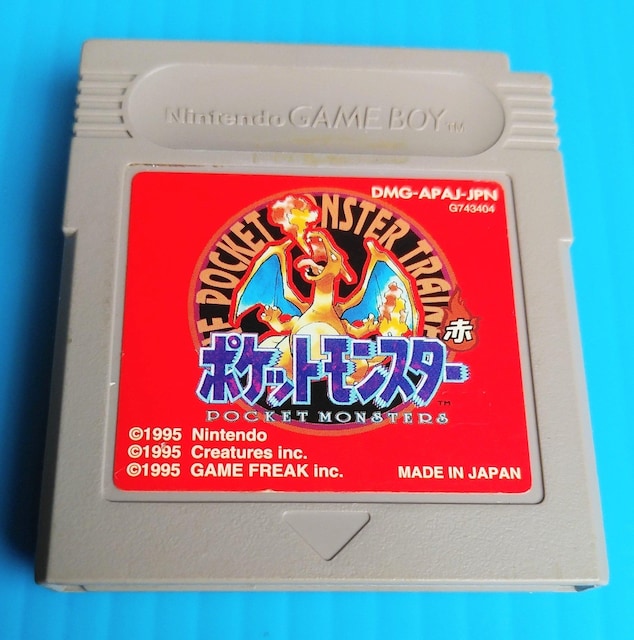 Nintendo GAME BOY TM
DMG-APAJ-JPN
G743404
POCKET MONSTER
赤
ポケットモンスター
TM
POCKET MONSTERS
©1995 Nintendo
©1995 Creatures inc.
©1995 GAME FREAK inc.
MADE IN JAPAN